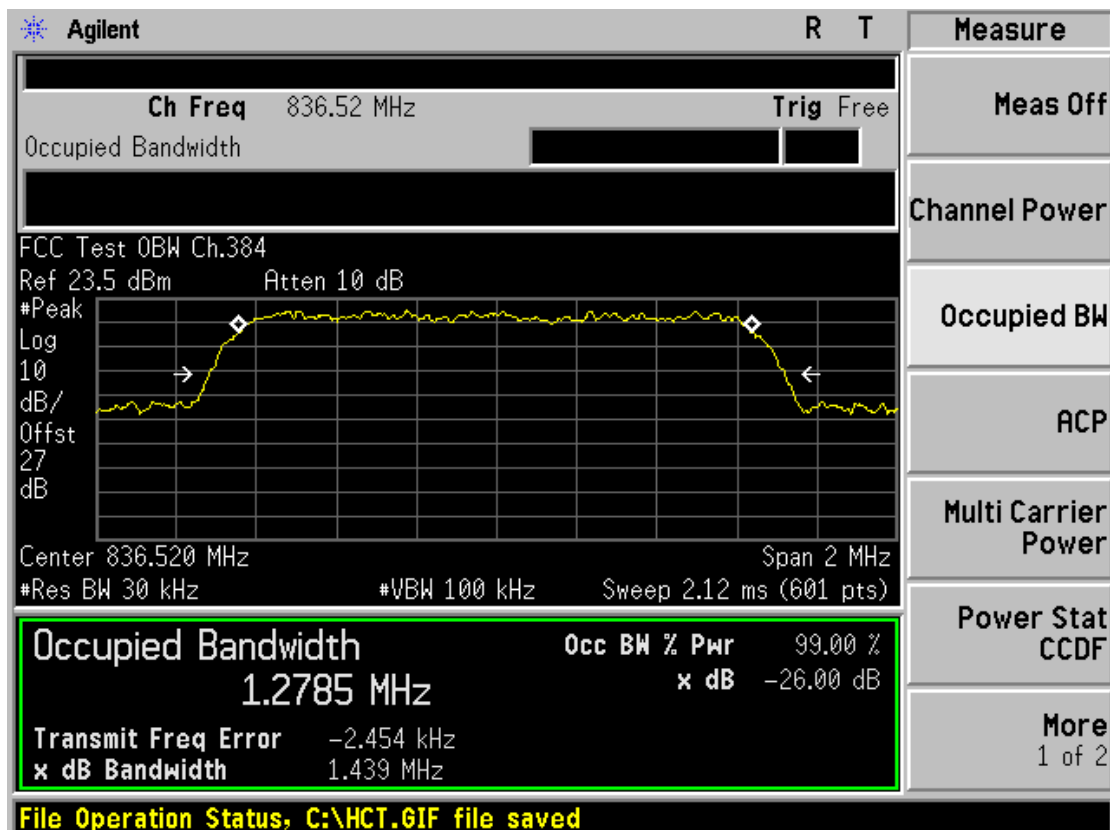 Agilent R T
Ch Freq 836.52 MHz Trig Free
Occupied Bandwidth
FCC Test OBW Ch.384
Ref 23.5 dBm Atten 10 dB
#Peak
Log
10
dB/
Offst
27
dB
Center 836.520 MHz Span 2 MHz
#Res BW 30 kHz #VBW 100 kHz Sweep 2.12 ms (601 pts)
Occupied Bandwidth
1.2785 MHz
Occ BW % Pwr 99.00 %
x dB -26.00 dB
Transmit Freq Error -2.454 kHz
x dB Bandwidth 1.439 MHz
File Operation Status, C:\HCT.GIF file saved
Measure
Meas Off
Channel Power
Occupied BW
ACP
Multi Carrier
Power
Power Stat
CCDF
More
1 of 2